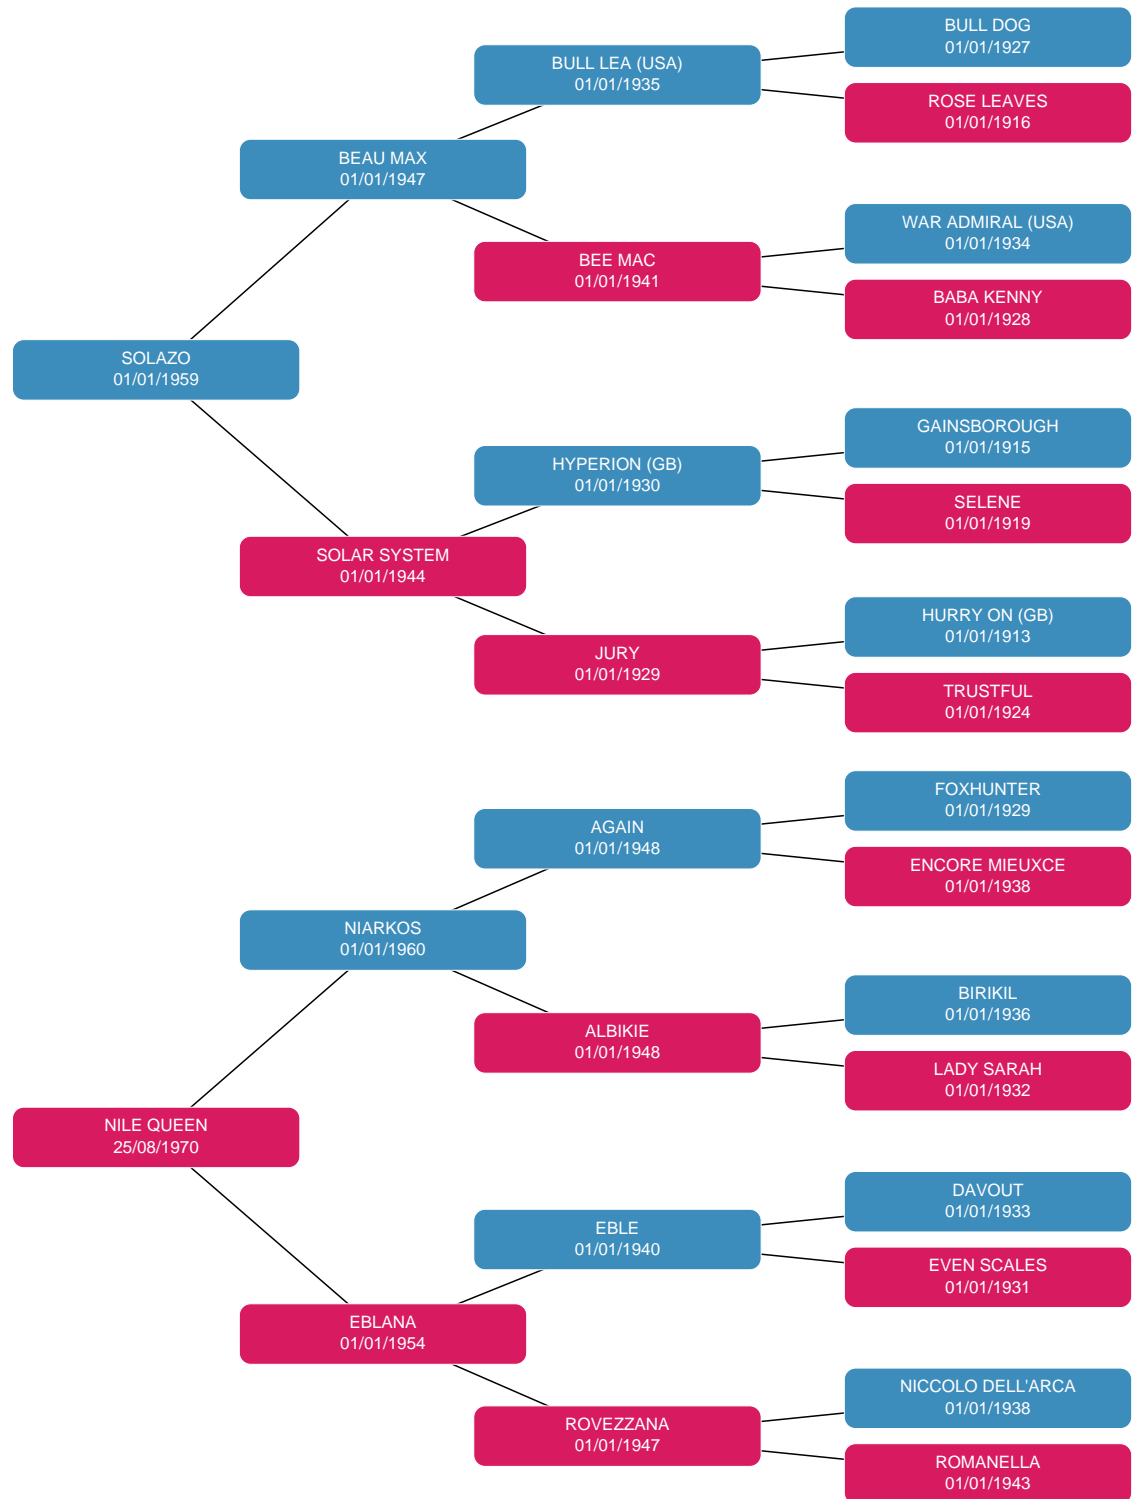 BULL DOG
01/01/1927
BULL LEA (USA)
01/01/1935
ROSE LEAVES
01/01/1916
BEAU MAX
01/01/1947
WAR ADMIRAL (USA)
01/01/1934
BEE MAC
01/01/1941
BABA KENNY
01/01/1928
SOLAZO
01/01/1959
GAINSBOROUGH
01/01/1915
HYPERION (GB)
01/01/1930
SELENE
01/01/1919
SOLAR SYSTEM
01/01/1944
HURRY ON (GB)
01/01/1913
JURY
01/01/1929
TRUSTFUL
01/01/1924
FOXHUNTER
01/01/1929
AGAIN
01/01/1948
ENCORE MIEUXCE
01/01/1938
NIARKOS
01/01/1960
BIRIKIL
01/01/1936
ALBIKIE
01/01/1948
LADY SARAH
01/01/1932
NILE QUEEN
25/08/1970
DAVOUT
01/01/1933
EBLE
01/01/1940
EVEN SCALES
01/01/1931
EBLANA
01/01/1954
NICCOLO DELL'ARCA
01/01/1938
ROVEZZANA
01/01/1947
ROMANELLA
01/01/1943